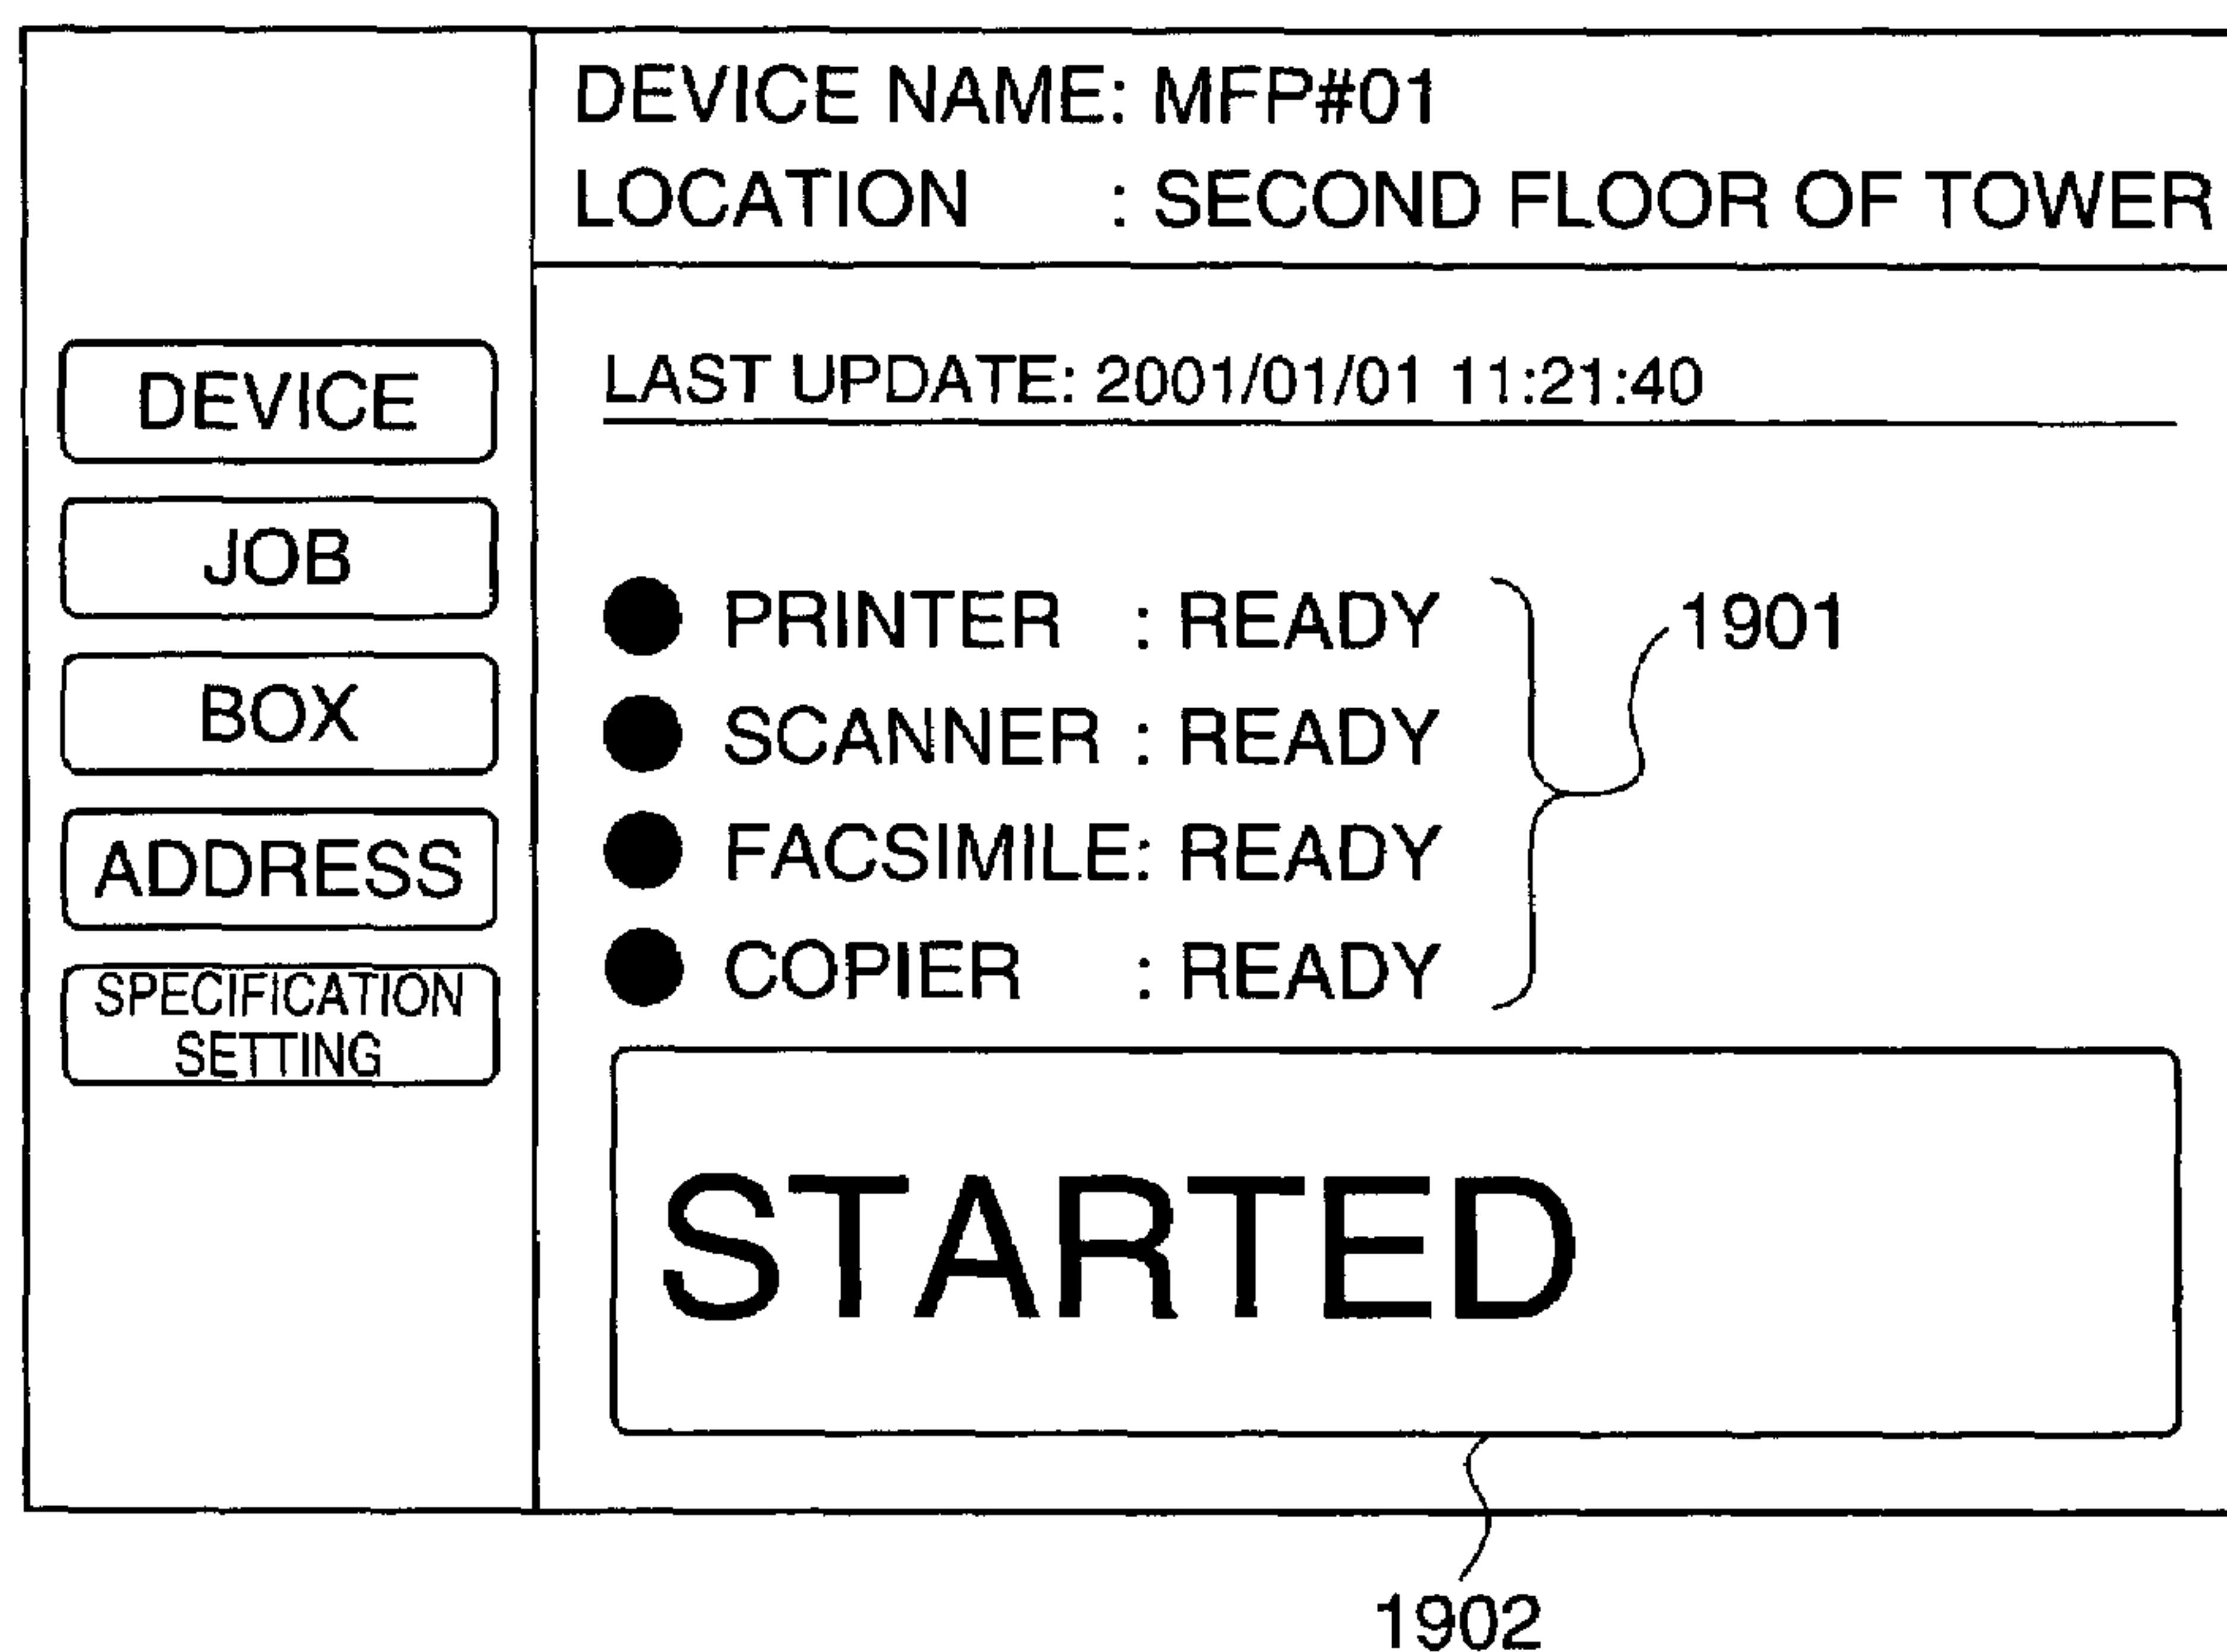 DEVICE NAME: MFP#01
LOCATION : SECOND FLOOR OF TOWER
DEVICE
JOB
BOX
ADDRESS
SPECIFICATION
SETTING
LAST UPDATE: 2001/01/01 11:21:40
PRINTER : READY
SCANNER : READY
FACSIMILE: READY
COPIER : READY
1901
STARTED
1902